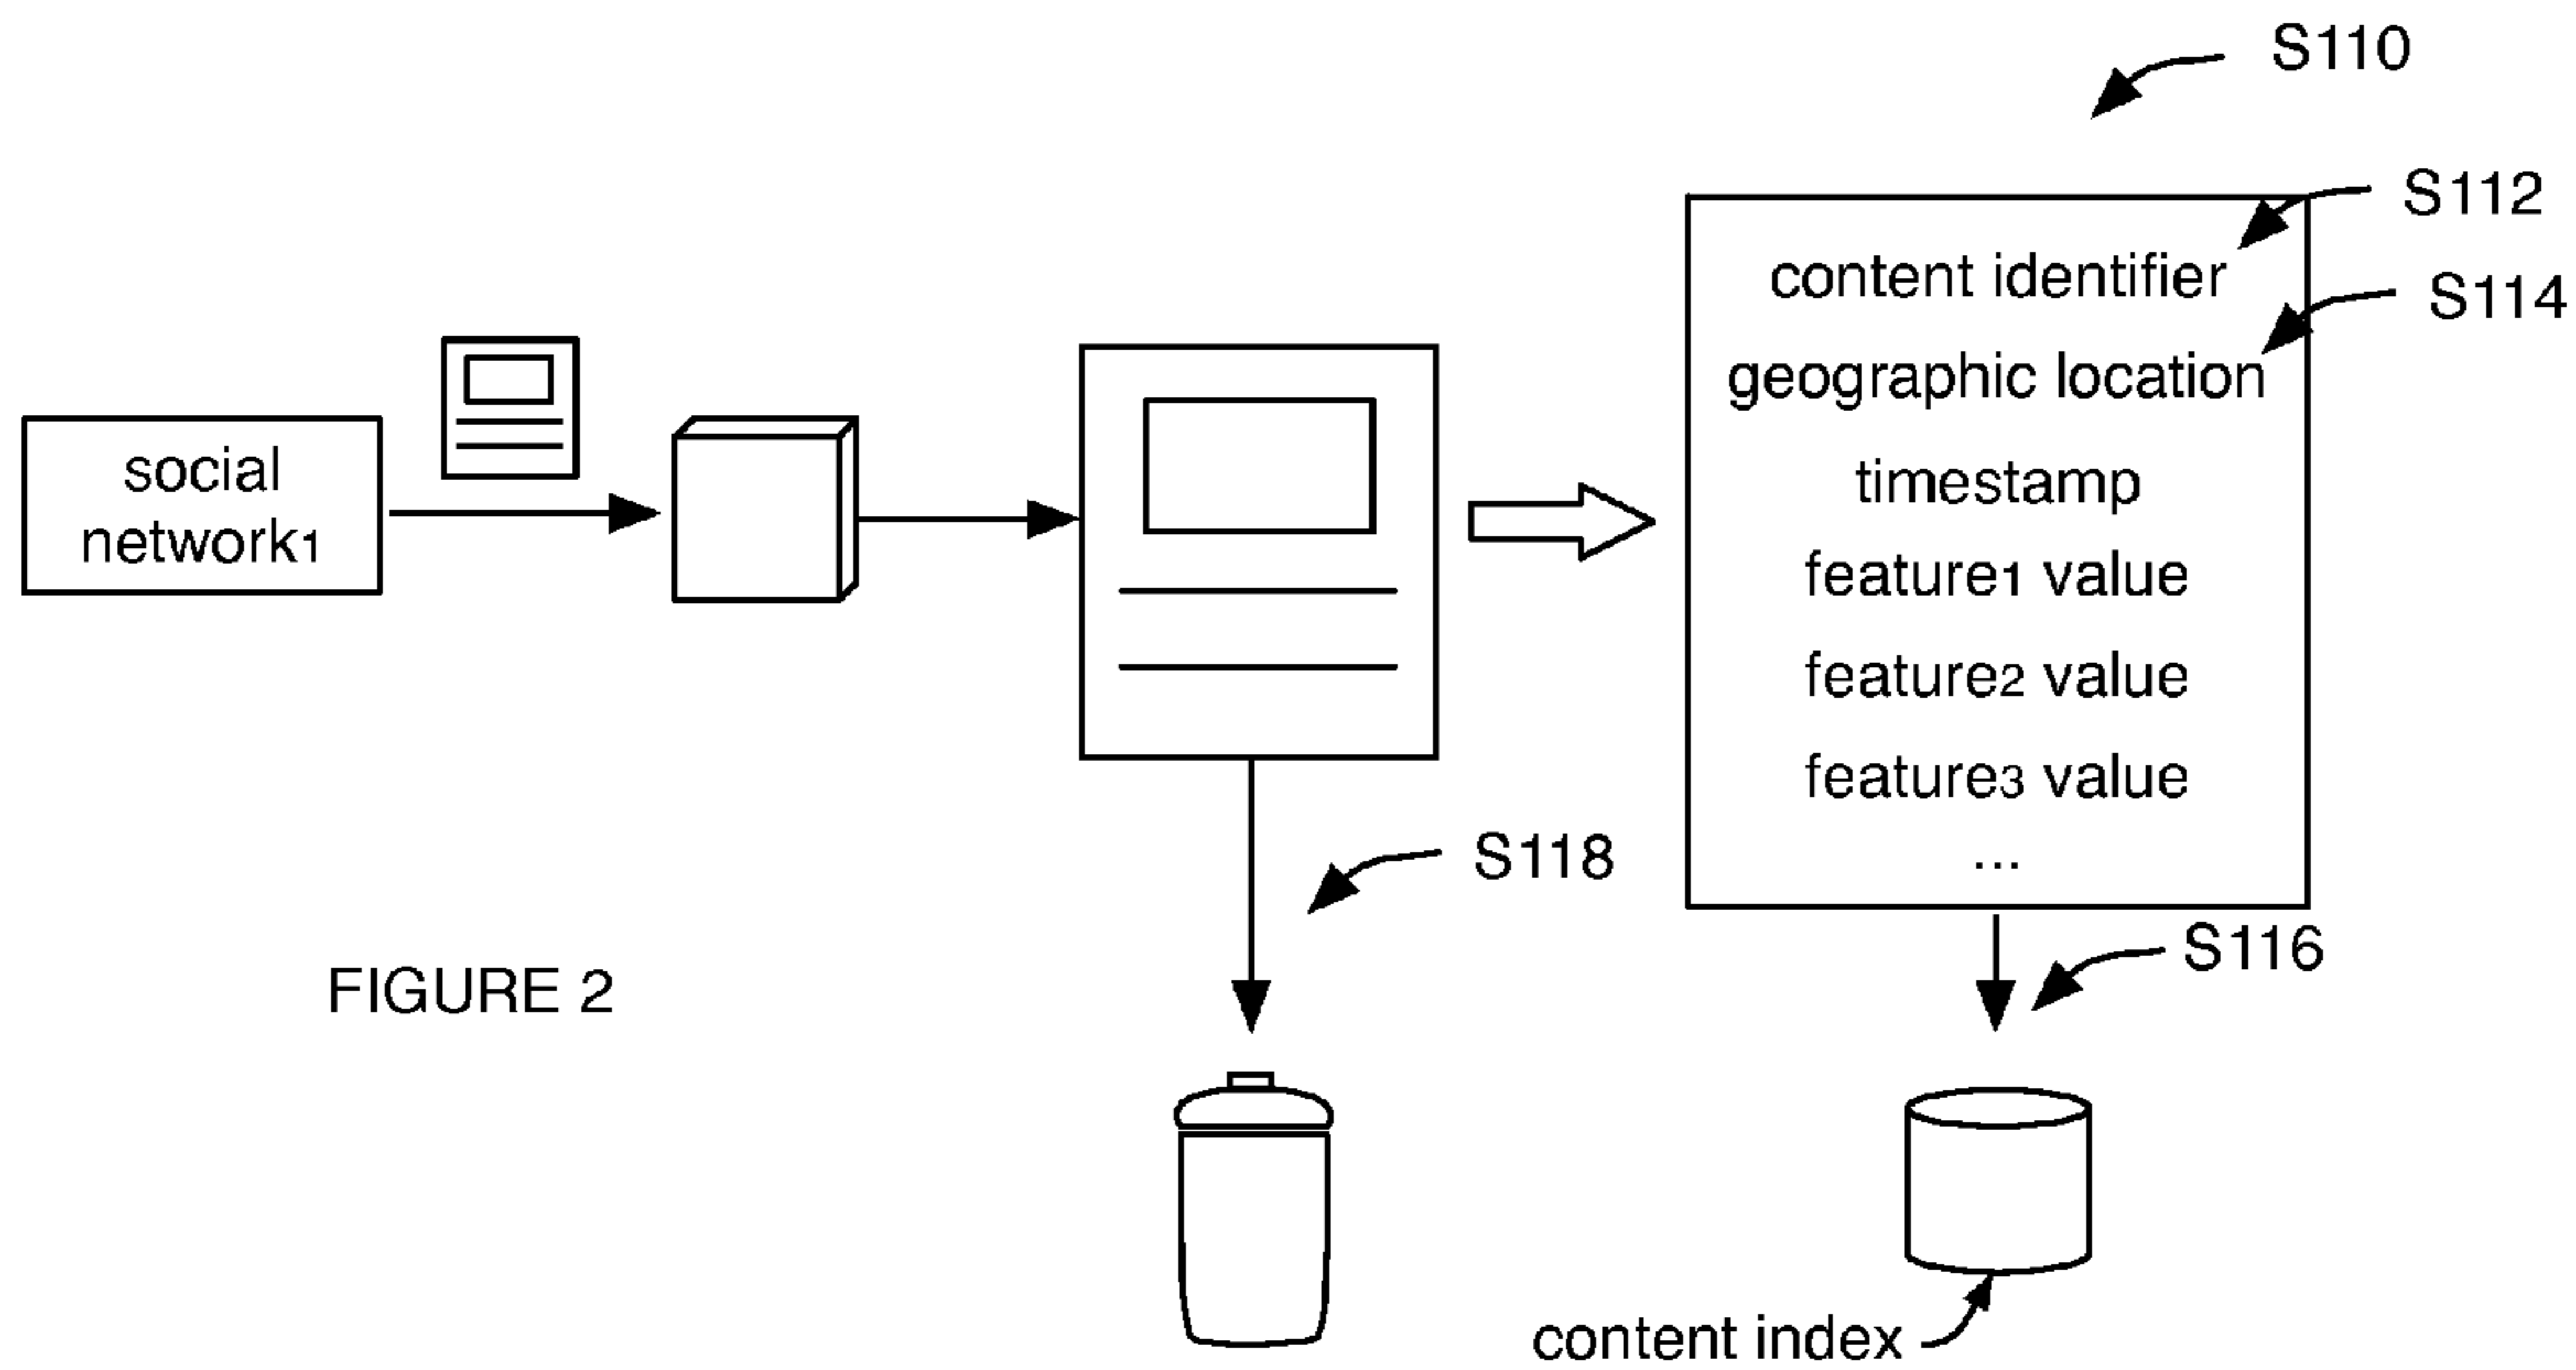 S110
S112
content identifier
S114
geographic location
social
network1
timestamp
feature1 value
feature2 value
feature3 value
...
S118
S116
FIGURE 2
content index